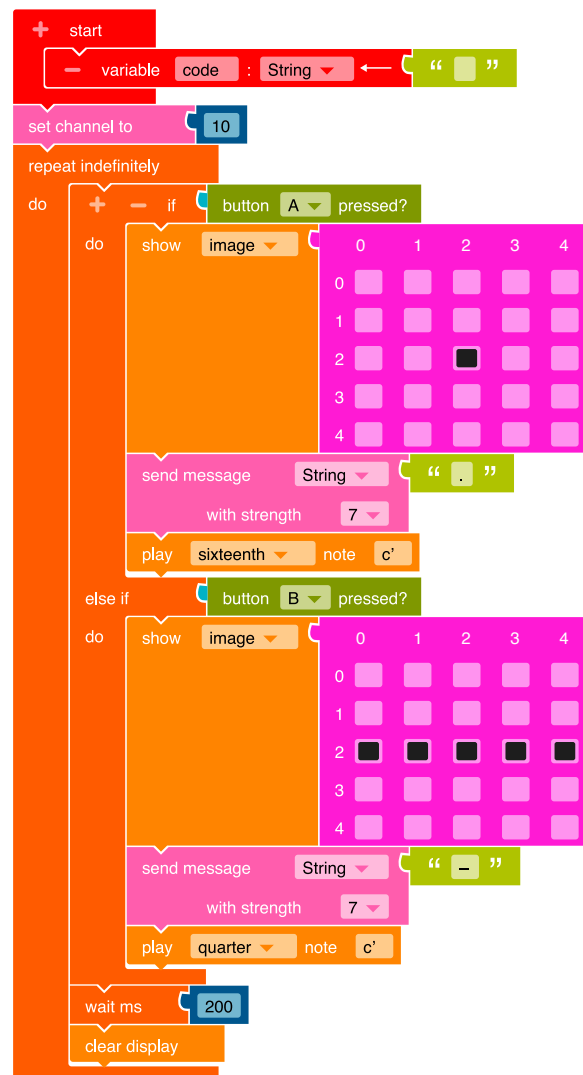 + start
− variable code : String ← “ ”
set channel to 10
repeat indefinitely
do + − if button A pressed?
do show image 0 1 2 3 4
0
1
2
3
4
send message String “ . ”
with strength 7
play sixteenth note c’
else if button B pressed?
do show image 0 1 2 3 4
0
1
2
3
4
send message String “ – ”
with strength 7
play quarter note c’
wait ms 200
clear display